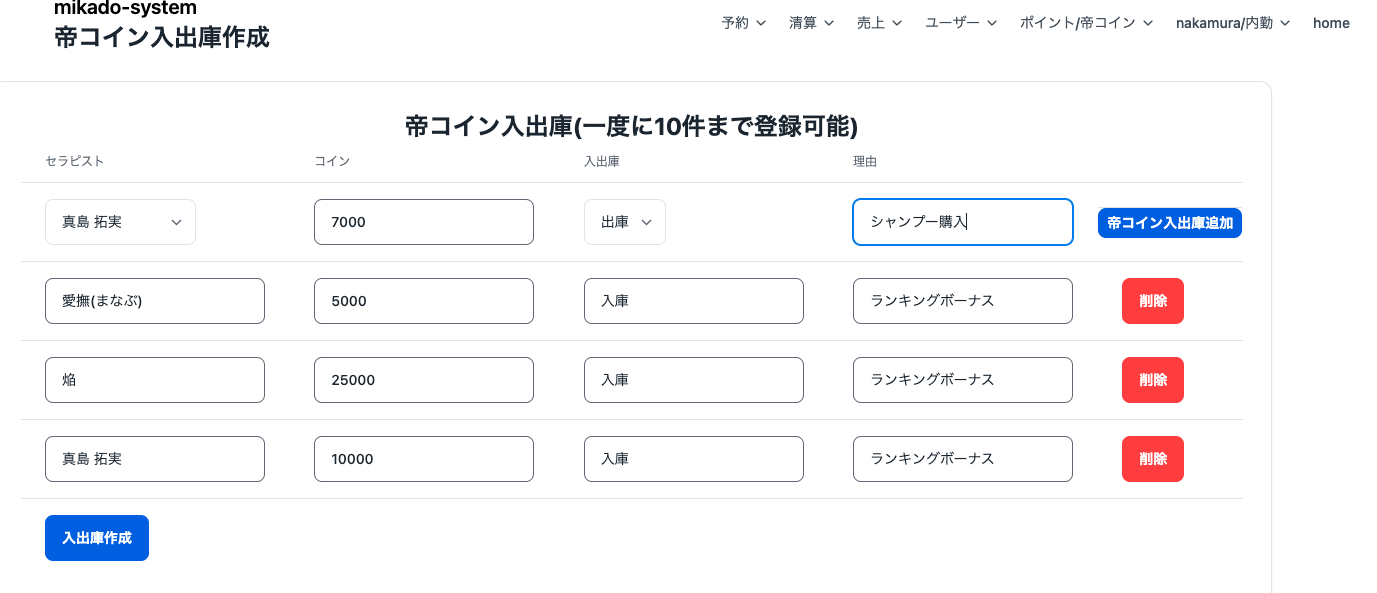 mikado-system
帝コイン入出庫作成
予約 清算 売上 ユーザー ポイント/帝コイン nakamura/内勤 home
帝コイン入出庫(一度に10件まで登録可能)
セラピスト コイン 入出庫 理由
真島 拓実 7000 出庫 シャンプー購入 帝コイン入出庫追加
愛撫(まなぶ) 5000 入庫 ランキングボーナス 削除
焔 25000 入庫 ランキングボーナス 削除
真島 拓実 10000 入庫 ランキングボーナス 削除
入出庫作成